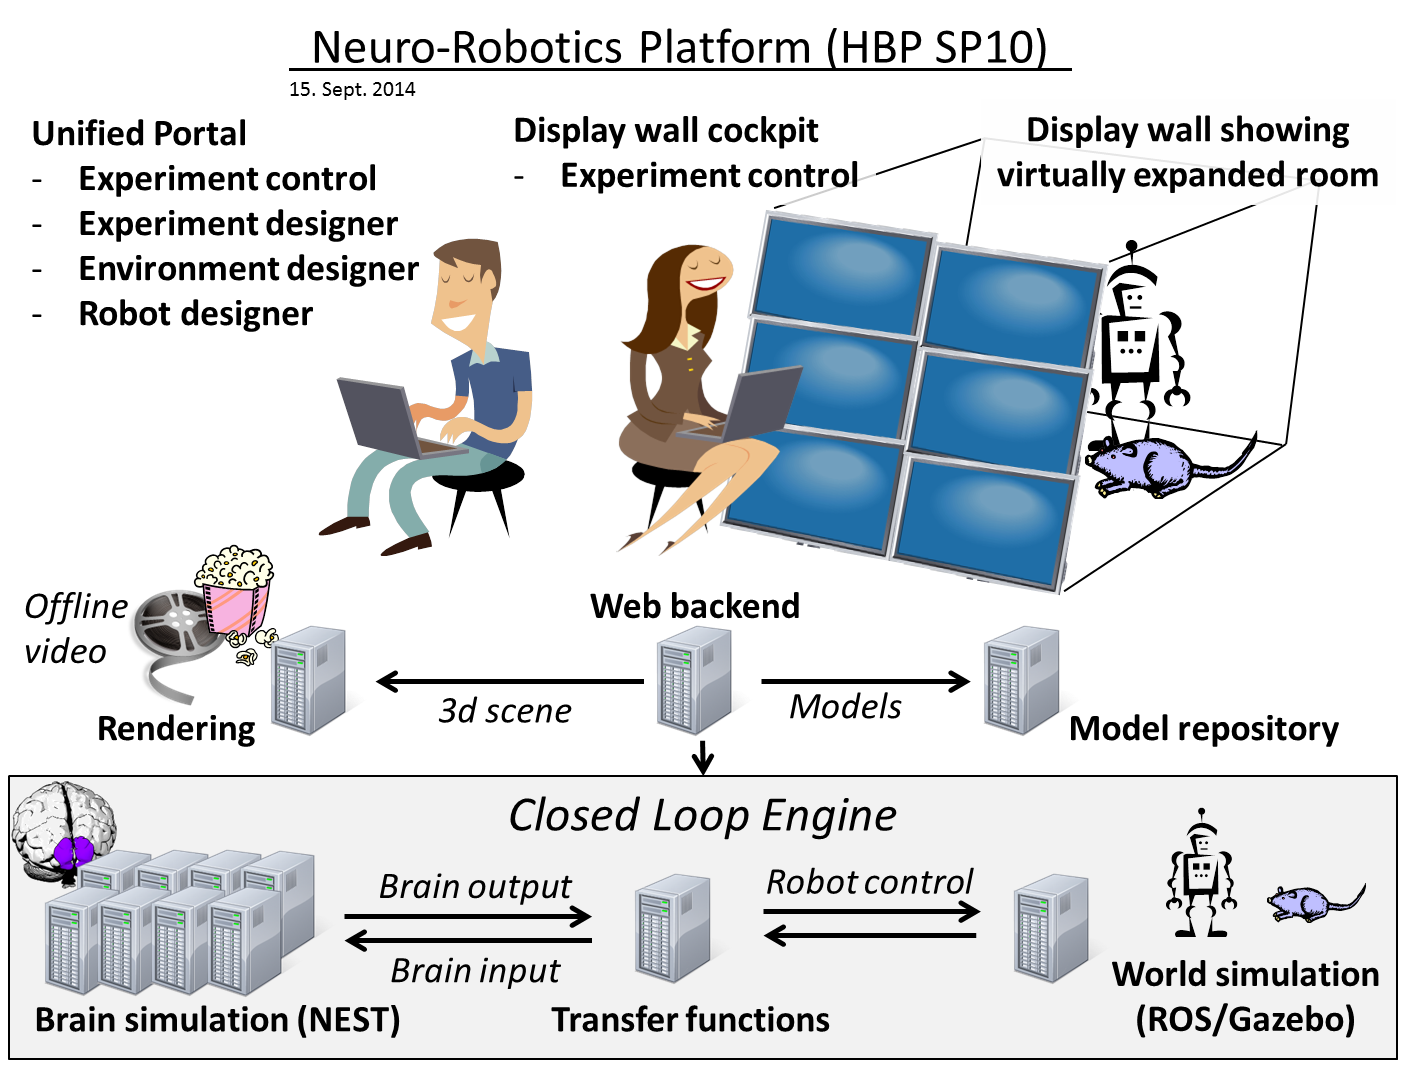 Neuro-Robotics Platform (HBP SP10)
15. Sept. 2014
Unified Portal
- Experiment control
- Experiment designer
- Environment designer
- Robot designer
Display wall cockpit
- Experiment control
Display wall showing
virtually expanded room
Offline
video
Rendering
3d scene
Web backend
Models
Model repository
Closed Loop Engine
Brain output
Brain input
Robot control
Brain simulation (NEST)
Transfer functions
World simulation
(ROS/Gazebo)